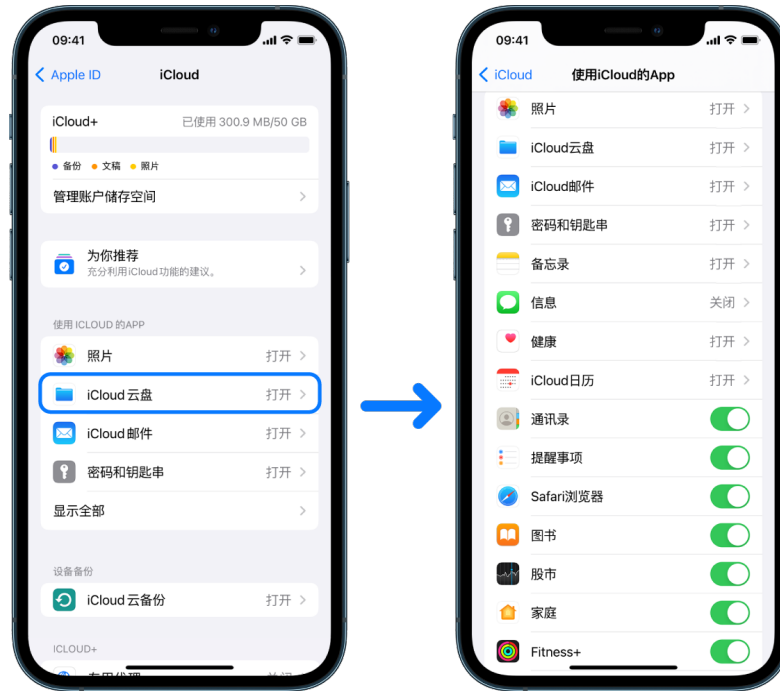 09:41
Apple ID
iCloud
iCloud+
已使用 300.9 MB/50 GB
备份
文稿
照片
管理账户储存空间
为你推荐
充分利用iCloud功能的建议。
使用 ICLOUD 的APP
照片
打开
iCloud 云盘
打开
iCloud 邮件
打开
密码和钥匙串
打开
显示全部
设备备份
iCloud 云备份
打开
ICLOUD+
09:41
iCloud
使用iCloud的App
照片
打开
iCloud云盘
打开
iCloud邮件
打开
密码和钥匙串
打开
备忘录
打开
信息
关闭
健康
打开
iCloud日历
打开
通讯录
提醒事项
Safari浏览器
图书
股市
家庭
Fitness+